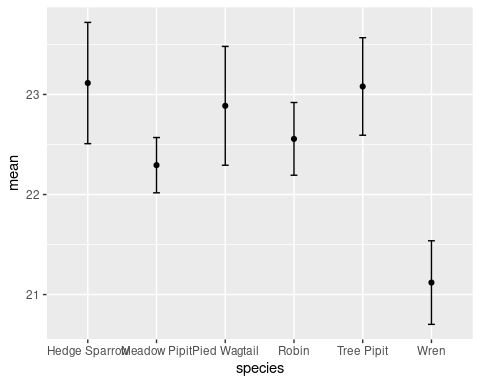 mean
23
22
21
Hedge Sparrow Meadow Pipit Pied Wagtail Robin Tree Pipit Wren
species